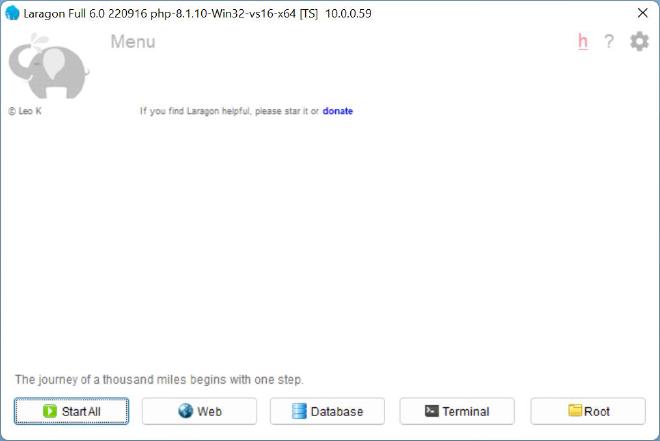 Laragon Full 6.0 220916 php-8.1.10-Win32-vs16-x64 [TS] 10.0.0.59
Menu
h ?
© Leo K
If you find Laragon helpful, please star it or donate
The journey of a thousand miles begins with one step.
Start All Web Database Terminal Root